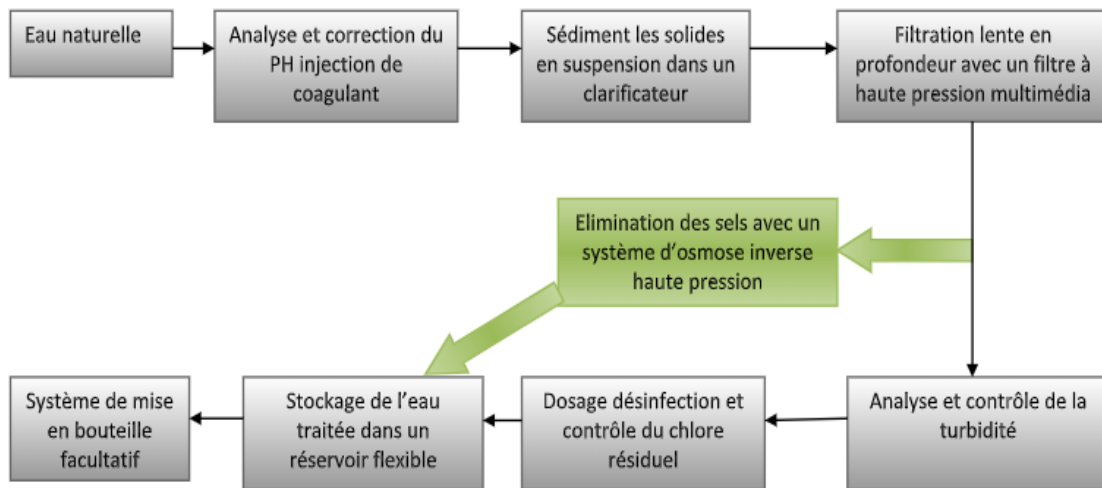 Eau naturelle
Analyse et correction du
PH injection de
coagulant
Sédiment les solides
en suspension dans un
clarificateur
Filtration lente en
profondeur avec un filtre à
haute pression multimédia
Elimination des sels avec un
système d'osmose inverse
haute pression
Système de mise
en bouteille
facultatif
Stockage de l'eau
traitée dans un
réservoir flexible
Dosage désinfection et
contrôle du chlore
résiduel
Analyse et contrôle de la
turbidité